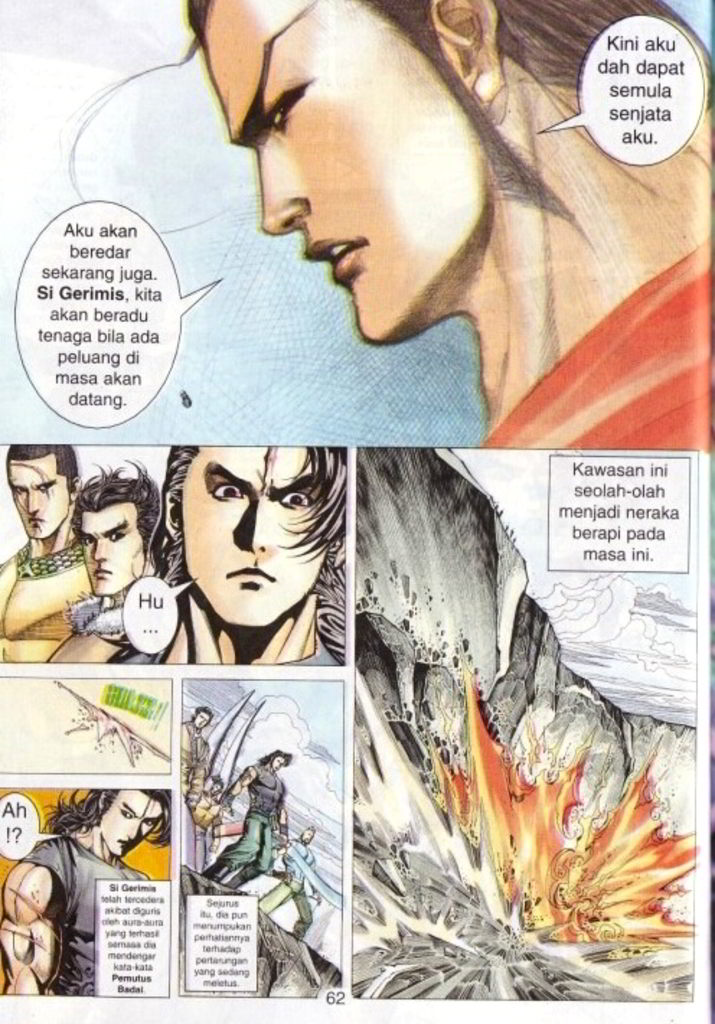 Kini aku
dah dapat
semula
senjata
aku.
Aku akan
beredar
sekarang juga.
Si Gerimis, kita
akan beradu
tenaga bila ada
peluang di
masa akan
datang.
Hu
...
Kawasan ini
seolah-olah
menjadi neraka
berapi pada
masa ini.
Ah
!?
Si Gerimis
telah tercedera
akibat diguris
oleh aura-aura
yang terhasil
semasa dia
mendengar
kata-kata
Pemutus
Badai.
Sejurus
itu, dia pun
menumpukan
perhatiannya
terhadap
pertarungan
yang sedang
meletus.
62